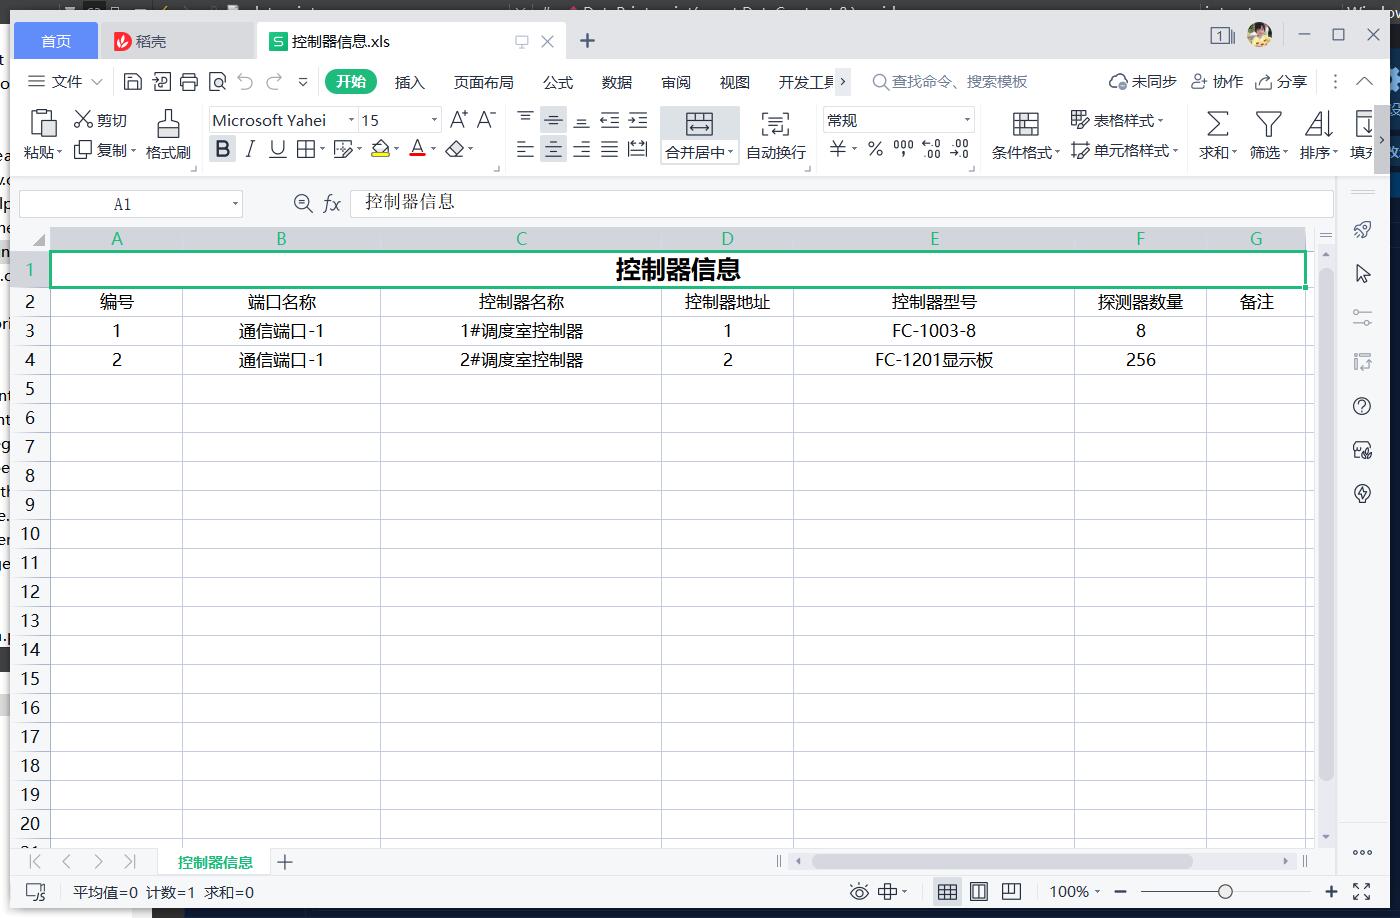 首页 稻壳 S 控制器信息.xls
文件 开始 插入 页面布局 公式 数据 审阅 视图 开发工具 查找命令、搜索模板 未同步 协作 分享
Microsoft Yahei 15 常规
剪切 表格样式
粘贴 复制 格式刷 B I U A 合并居中 自动换行 ¥ % 条件格式 单元格样式 求和 筛选 排序
A1 fx 控制器信息
A B C D E F G
1 控制器信息
2 编号 端口名称 控制器名称 控制器地址 控制器型号 探测器数量 备注
3 1 通信端口-1 1#调度室控制器 1 FC-1003-8 8
4 2 通信端口-1 2#调度室控制器 2 FC-1201显示板 256
5
6
7
8
9
10
11
12
13
14
15
16
17
18
19
20
控制器信息
平均值=0 计数=1 求和=0 100%